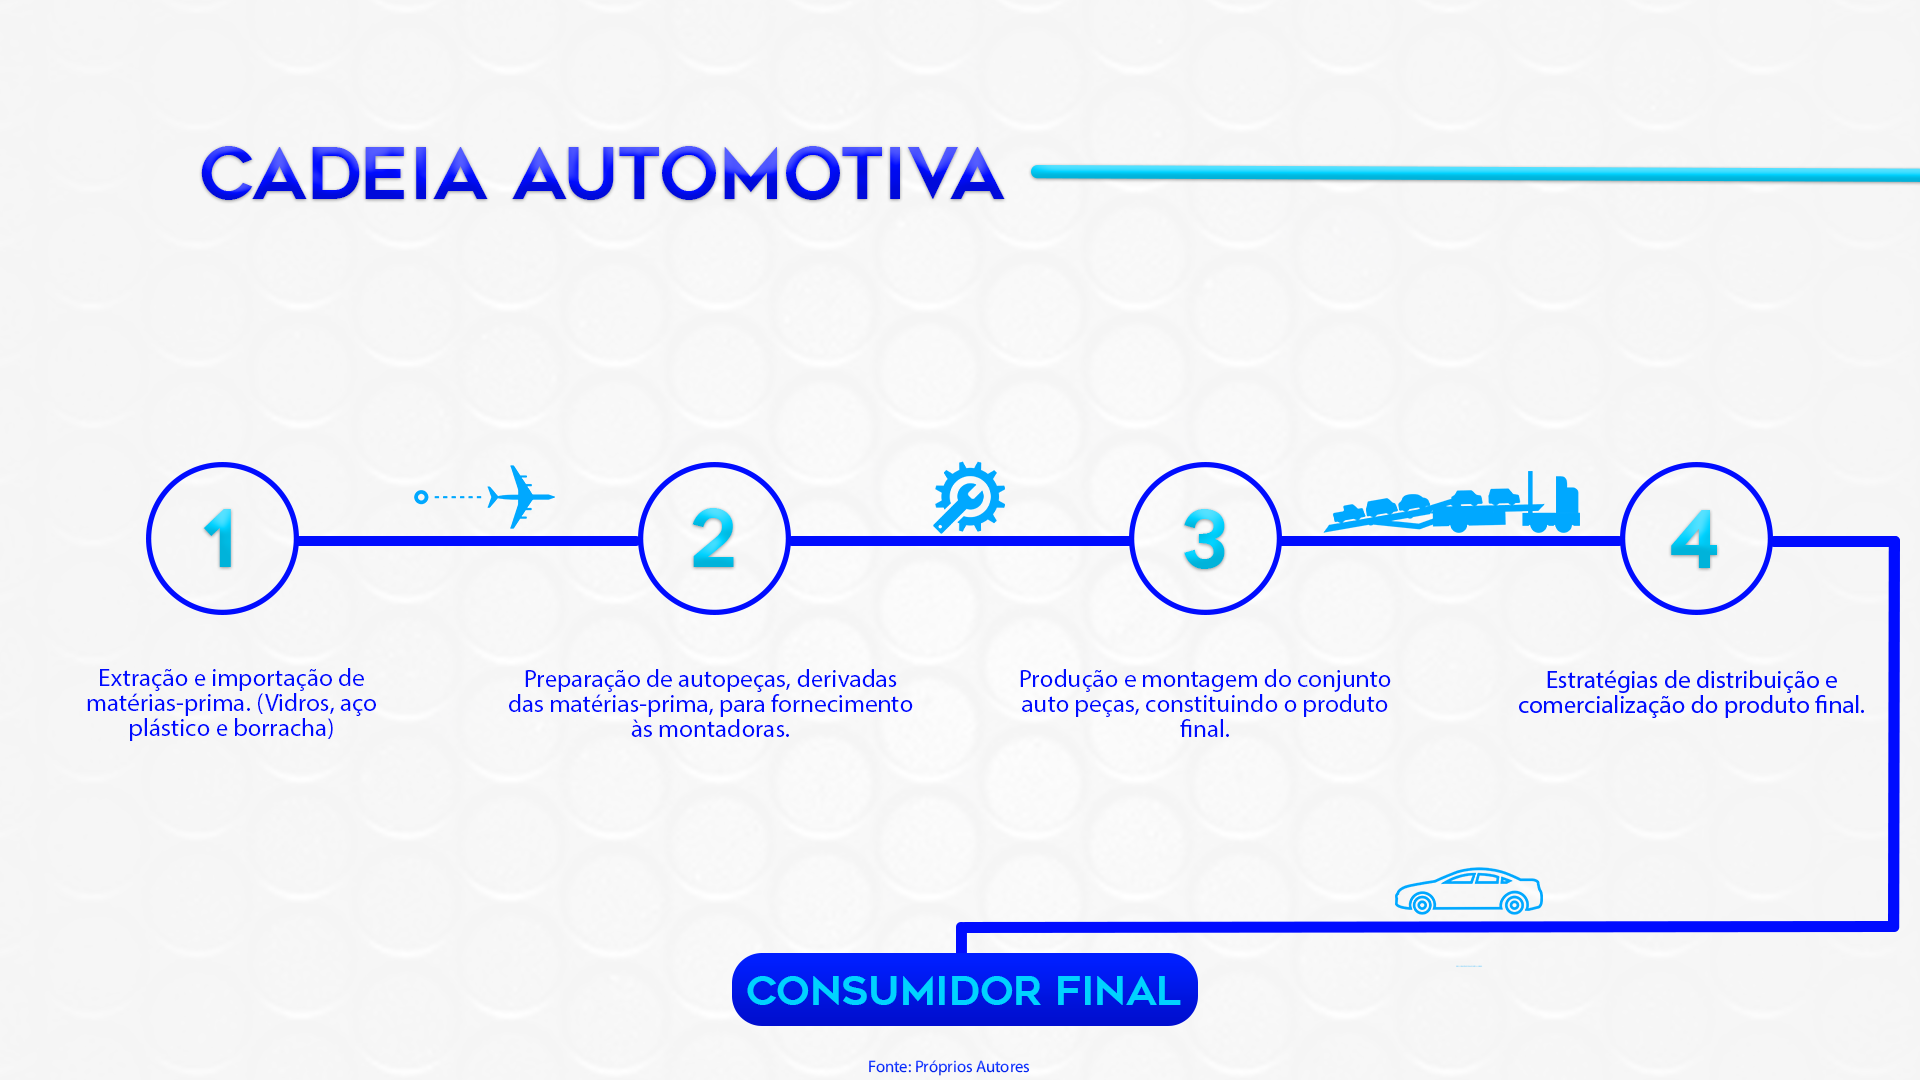 CADEIA AUTOMOTIVA
1
2
3
4
Extração e importação de
matérias-prima. (Vidros, aço
plástico e borracha)
Preparação de autopeças, derivadas
das matérias-prima, para fornecimento
às montadoras.
Produção e montagem do conjunto
auto peças, constituindo o produto
final.
Estratégias de distribuição e
comercialização do produto final.
CONSUMIDOR FINAL
Fonte: Próprios Autores